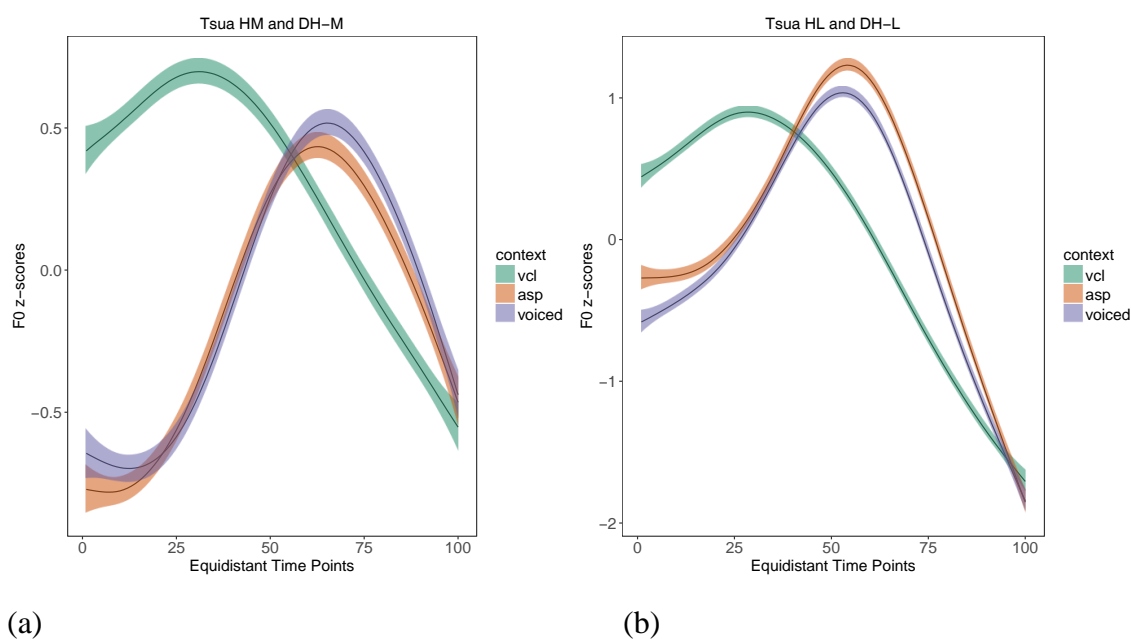 Tsua HM and DH−M
F0 z−scores
0.5
0.0
−0.5
0
25
50
75
100
Equidistant Time Points
context
vcl
asp
voiced
(a)
Tsua HL and DH−L
F0 z−scores
1
0
−1
−2
0
25
50
75
100
Equidistant Time Points
context
vcl
asp
voiced
(b)